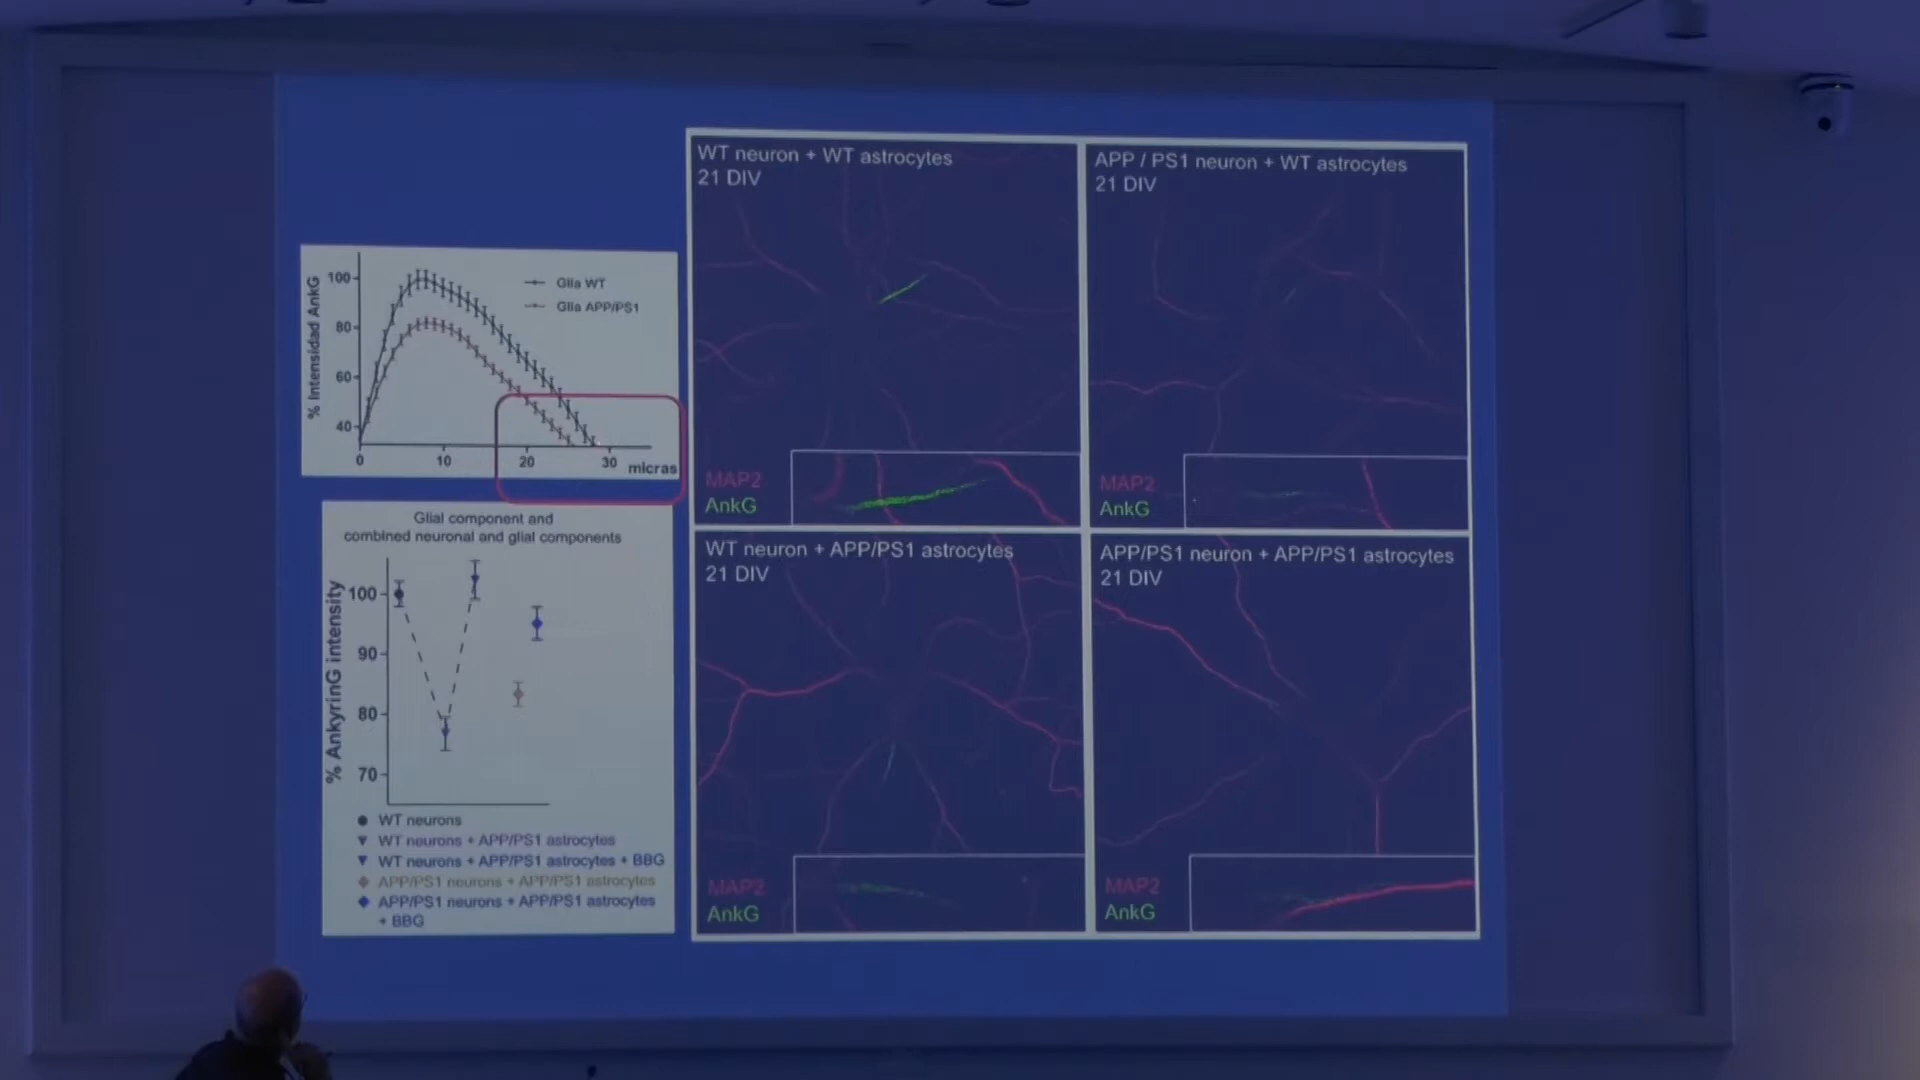 % Intensidad AnkG
100
80
60
40
0 10 20 30 micras
Glia WT
Glia APP/PS1
Glial component and
combined neuronal and glial components
% AnkyrinG intensity
100
90
80
70
WT neurons
WT neurons + APP/PS1 astrocytes
WT neurons + APP/PS1 astrocytes + BBG
APP/PS1 neurons + APP/PS1 astrocytes
APP/PS1 neurons + APP/PS1 astrocytes
+ BBG
WT neuron + WT astrocytes
21 DIV
MAP2
AnkG
APP / PS1 neuron + WT astrocytes
21 DIV
MAP2
AnkG
WT neuron + APP/PS1 astrocytes
21 DIV
MAP2
AnkG
APP/PS1 neuron + APP/PS1 astrocytes
21 DIV
MAP2
AnkG